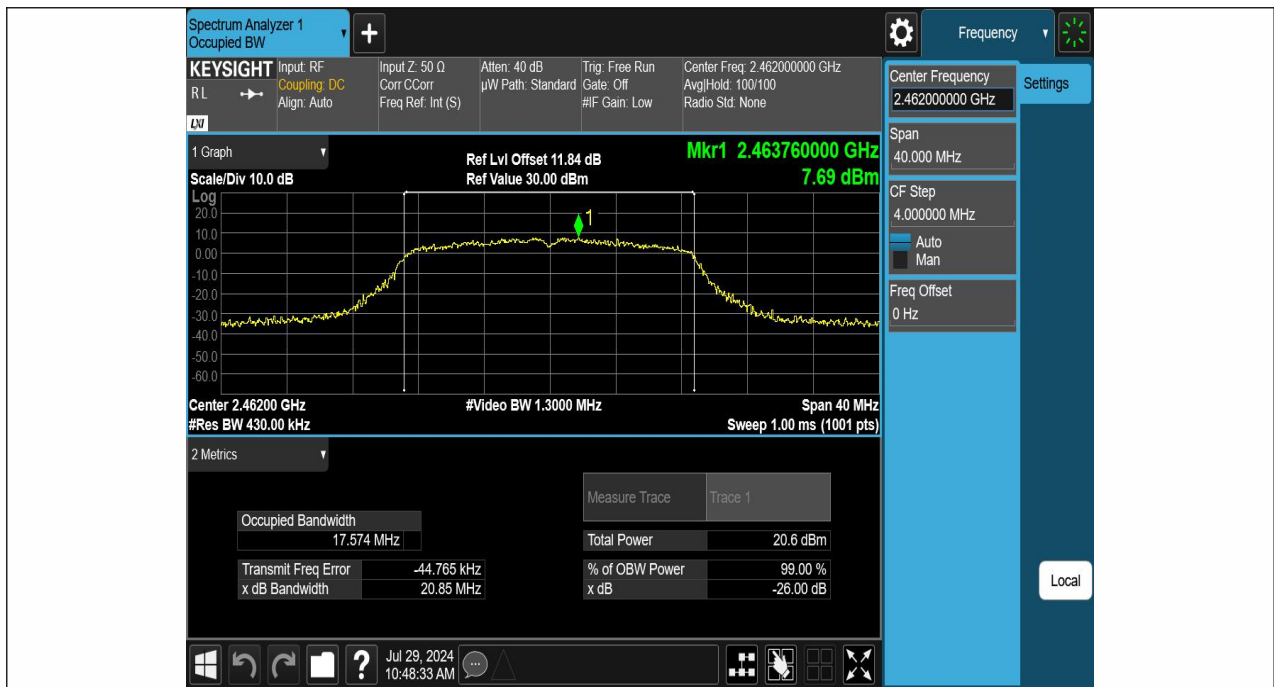 Spectrum Analyzer 1
Occupied BW
Frequency
KEYSIGHT
R L
LXI
Input: RF
Coupling: DC
Align: Auto
Input Z: 50 Ω
Corr CCorr
Freq Ref: Int (S)
Atten: 40 dB
µW Path: Standard
Trig: Free Run
Gate: Off
#IF Gain: Low
Center Freq: 2.462000000 GHz
Avg|Hold: 100/100
Radio Std: None
Center Frequency
2.462000000 GHz
Settings
Span
40.000 MHz
CF Step
4.000000 MHz
Auto
Man
Freq Offset
0 Hz
Local
1 Graph
Scale/Div 10.0 dB
Ref Lvl Offset 11.84 dB
Ref Value 30.00 dBm
Mkr1 2.463760000 GHz
7.69 dBm
Log
20.0
10.0
0.00
-10.0
-20.0
-30.0
-40.0
-50.0
-60.0
1
Center 2.46200 GHz
#Video BW 1.3000 MHz
Span 40 MHz
#Res BW 430.00 kHz
Sweep 1.00 ms (1001 pts)
2 Metrics
Measure Trace Trace 1
Occupied Bandwidth
17.574 MHz
Total Power 20.6 dBm
Transmit Freq Error -44.765 kHz
% of OBW Power 99.00 %
x dB Bandwidth 20.85 MHz
x dB -26.00 dB
?
Jul 29, 2024
10:48:33 AM